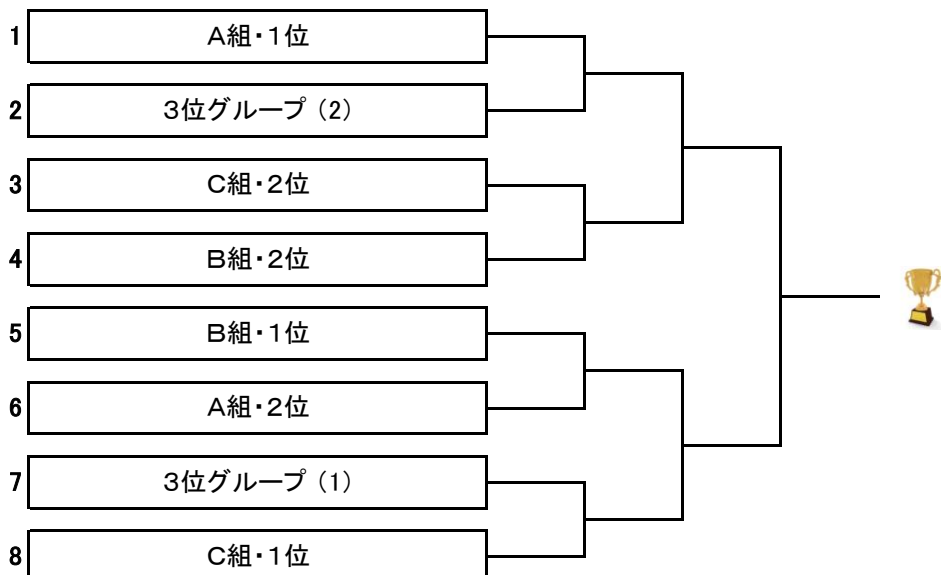 1 A組・1位
2 3位グループ（2）
3 C組・2位
4 B組・2位
5 B組・1位
6 A組・2位
7 3位グループ（1）
8 C組・1位